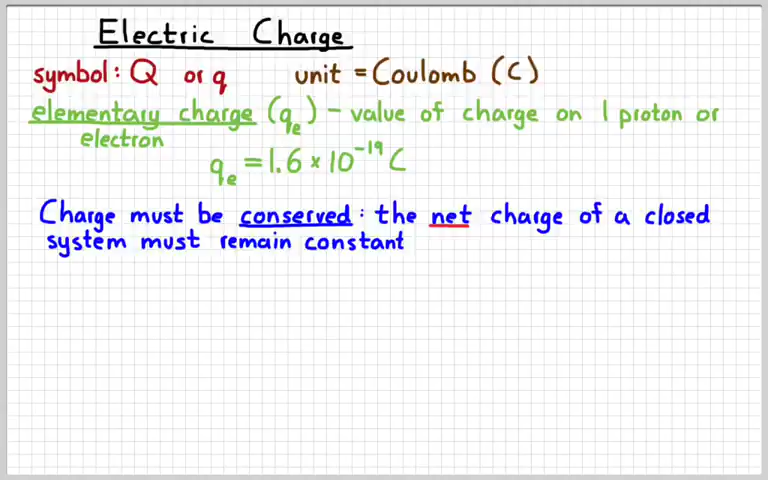 Electric Charge
symbol: Q or q unit = Coulomb (C)
elementary charge (qe) – value of charge on 1 proton or
electron
qe = 1.6 × 10⁻¹⁹ C
Charge must be conserved: the net charge of a closed
system must remain constant